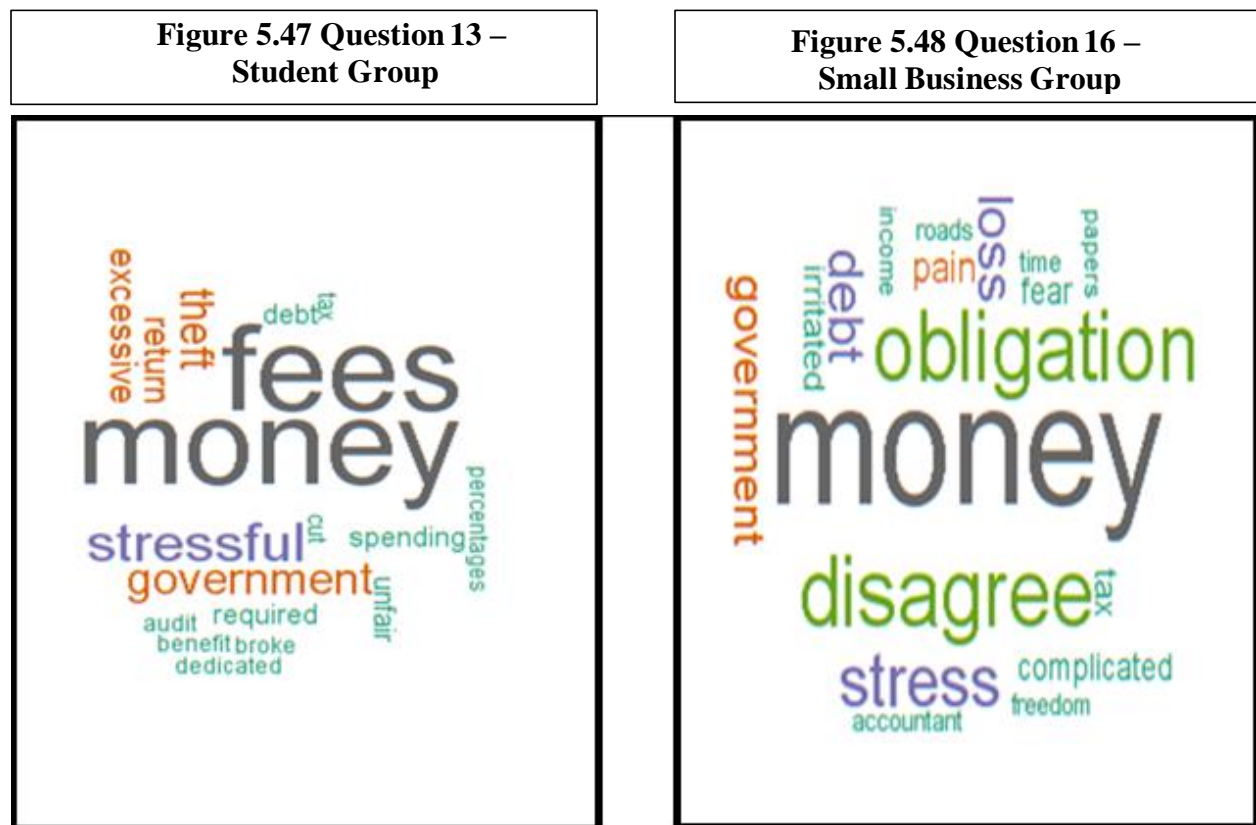 Figure 5.47 Question 13 –
Student Group
Figure 5.48 Question 16 –
Small Business Group
excessive
return
theft
debt
tax
fees
money
percentages
stressful
cut
spending
government
unfair
audit
required
benefit
broke
dedicated
government
irritated
debt
income
roads
pain
loss
time
fear
papers
obligation
money
disagree
tax
stress
complicated
freedom
accountant